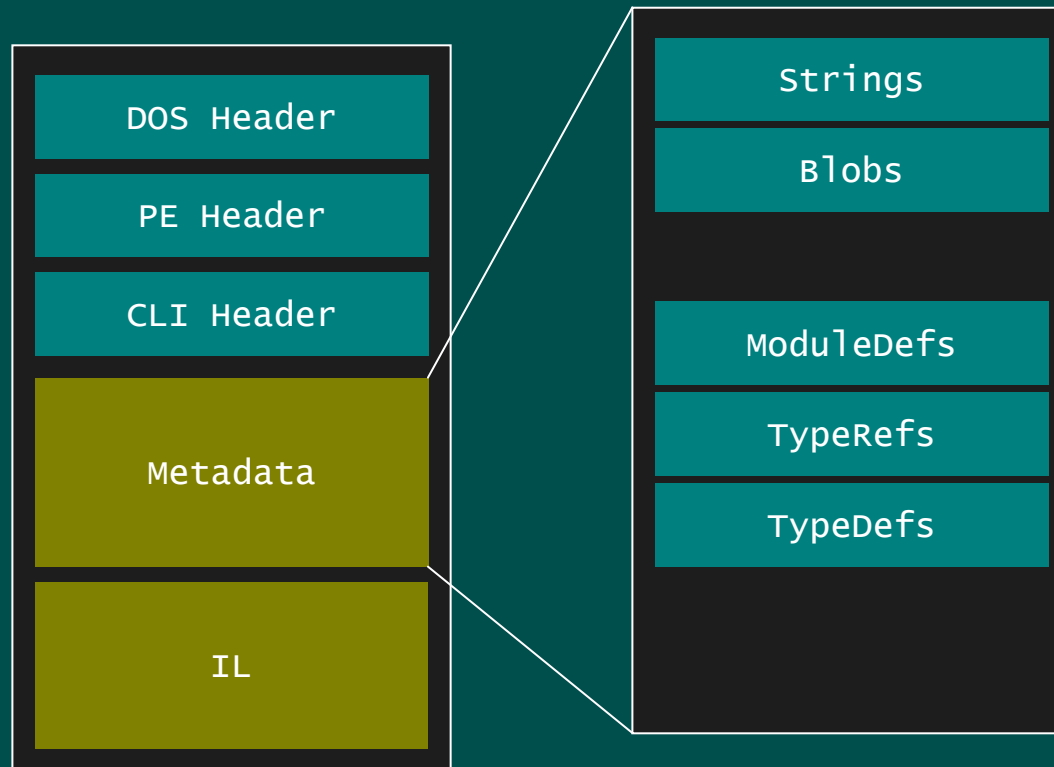 DOS Header
PE Header
CLI Header
Metadata
IL
Strings
Blobs
ModuleDefs
TypeRefs
TypeDefs